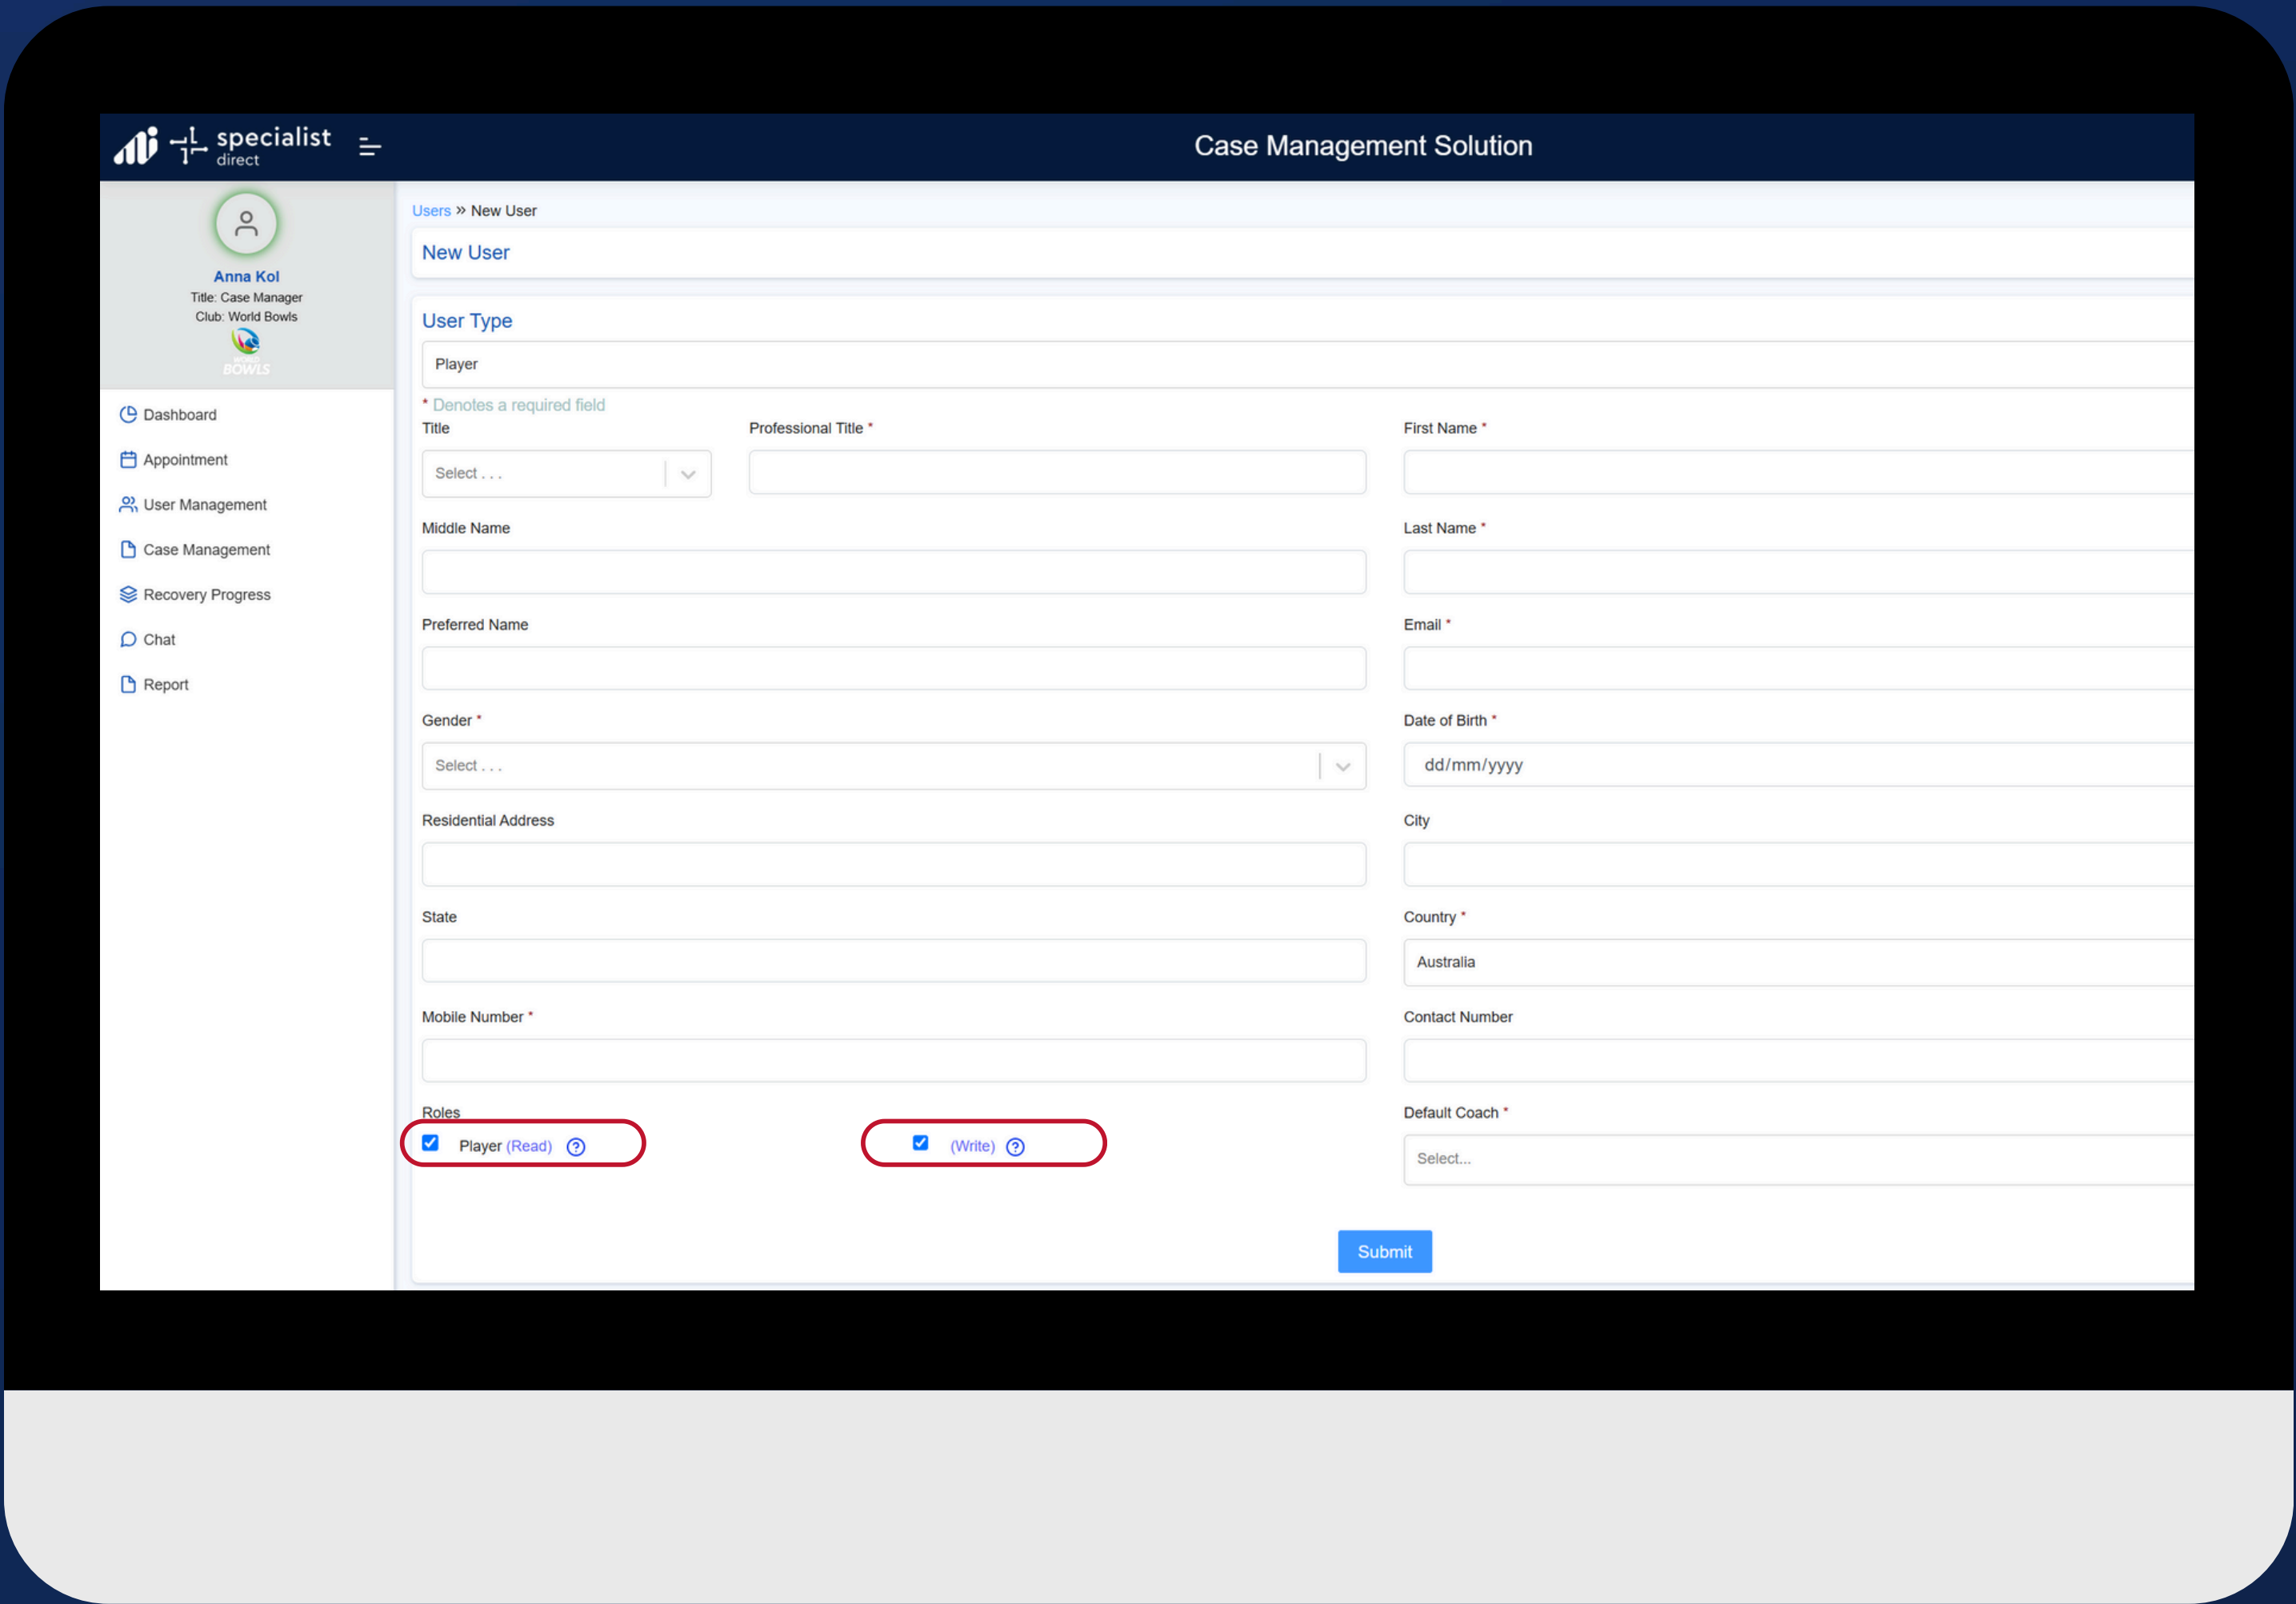 specialist
direct
Case Management Solution
Anna Kol
Title: Case Manager
Club: World Bowls
WORLD
BOWLS
Dashboard
Appointment
User Management
Case Management
Recovery Progress
Chat
Report
Users » New User
New User
User Type
Player
* Denotes a required field
Title
Professional Title *
First Name *
Select . . .
Middle Name
Last Name *
Preferred Name
Email *
Gender *
Date of Birth *
Select . . .
dd/mm/yyyy
Residential Address
City
State
Country *
Australia
Mobile Number *
Contact Number
Roles
Default Coach *
Player (Read) ?
(Write) ?
Select...
Submit